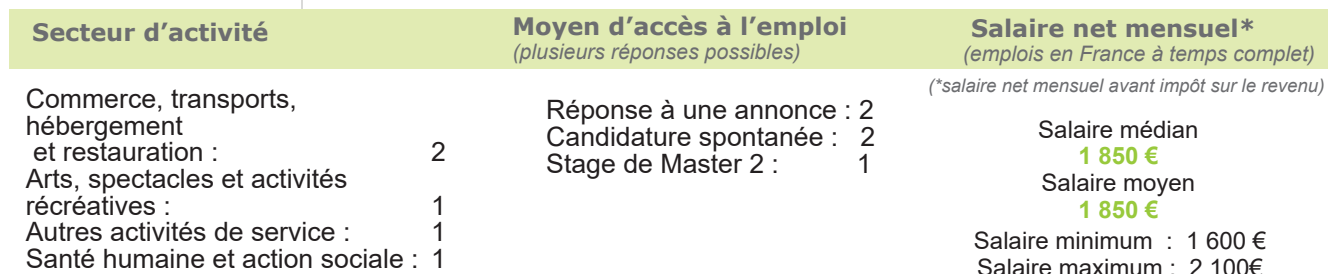 Secteur d’activité
Commerce, transports,
hébergement
et restauration : 2
Arts, spectacles et activités
récréatives : 1
Autres activités de service : 1
Santé humaine et action sociale : 1
Moyen d’accès à l’emploi
(plusieurs réponses possibles)
Réponse à une annonce : 2
Candidature spontanée : 2
Stage de Master 2 : 1
Salaire net mensuel*
(emplois en France à temps complet)
(*salaire net mensuel avant impôt sur le revenu)
Salaire médian
1 850 €
Salaire moyen
1 850 €
Salaire minimum : 1 600 €
Salaire maximum : 2 100€